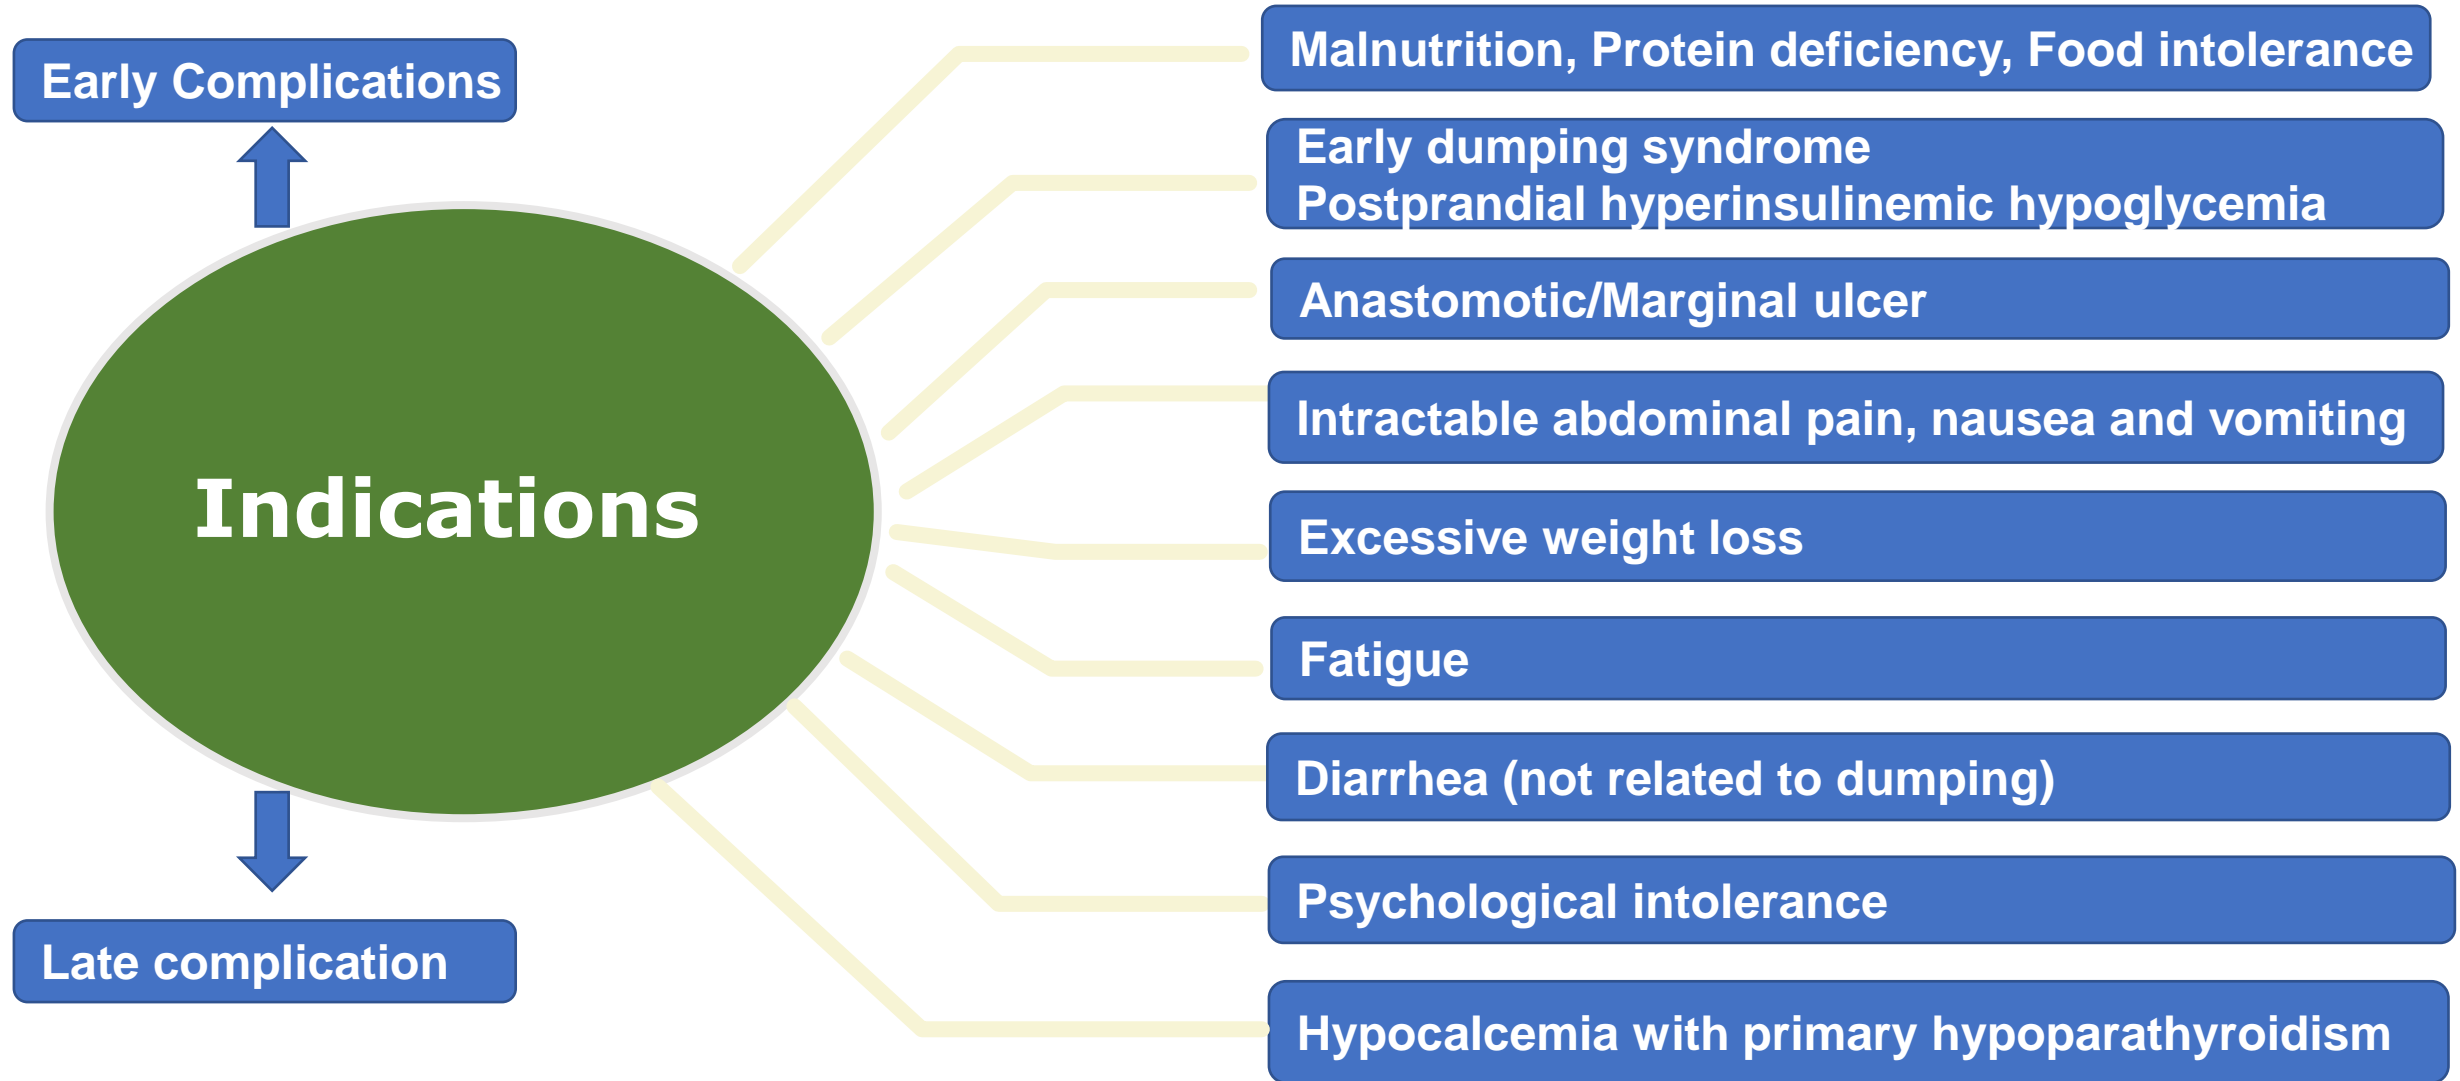 Early Complications
Indications
Late complication
Malnutrition, Protein deficiency, Food intolerance
Early dumping syndrome
Postprandial hyperinsulinemic hypoglycemia
Anastomotic/Marginal ulcer
Intractable abdominal pain, nausea and vomiting
Excessive weight loss
Fatigue
Diarrhea (not related to dumping)
Psychological intolerance
Hypocalcemia with primary hypoparathyroidism